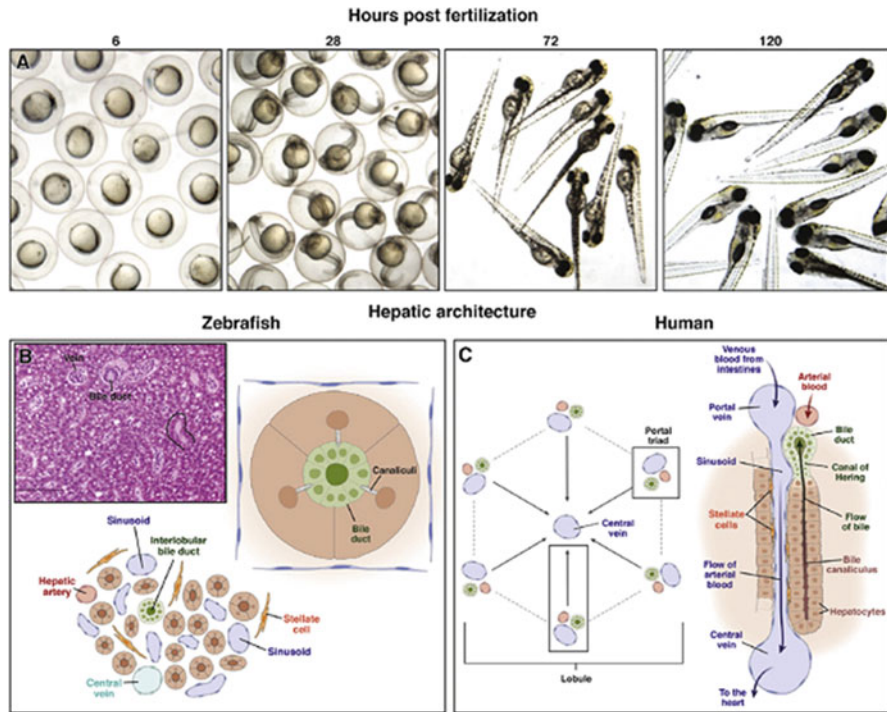 Hours post fertilization
6
28
72
120
A
Hepatic architecture
Zebrafish
Human
B
Vein
Bile duct
Canaliculi
Bile
duct
Sinusoid
Interlobular
bile duct
Hepatic
artery
Stellate
cell
Sinusoid
Central
vein
C
Portal
triad
Central
vein
Lobule
Venous
blood from
intestines
Arterial
blood
Portal
vein
Bile
duct
Sinusoid
Canal of
Hering
Stellate
cells
Flow
of bile
Flow of
arterial
blood
Bile
canaliculus
Hepatocytes
Central
vein
To the
heart